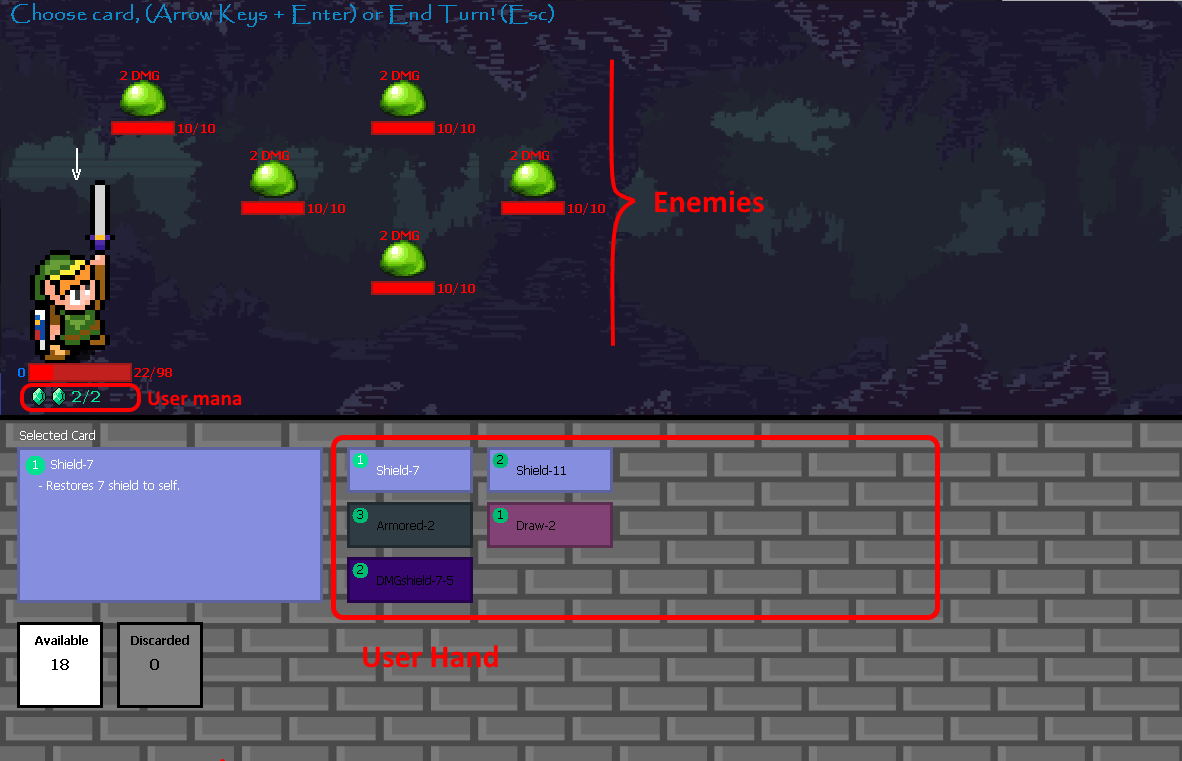 Choose card, (Arrow Keys + Enter) or End Turn! (Esc)
2 DMG
10/10
2 DMG
10/10
2 DMG
10/10
2 DMG
10/10
Enemies
2 DMG
10/10
0
22/98
2/2
User mana
Selected Card
1 Shield-7
- Restores 7 shield to self.
1 Shield-7
2 Shield-11
3 Armored-2
1 Draw-2
2 DMGshield-7-5
User Hand
Available
18
Discarded
0